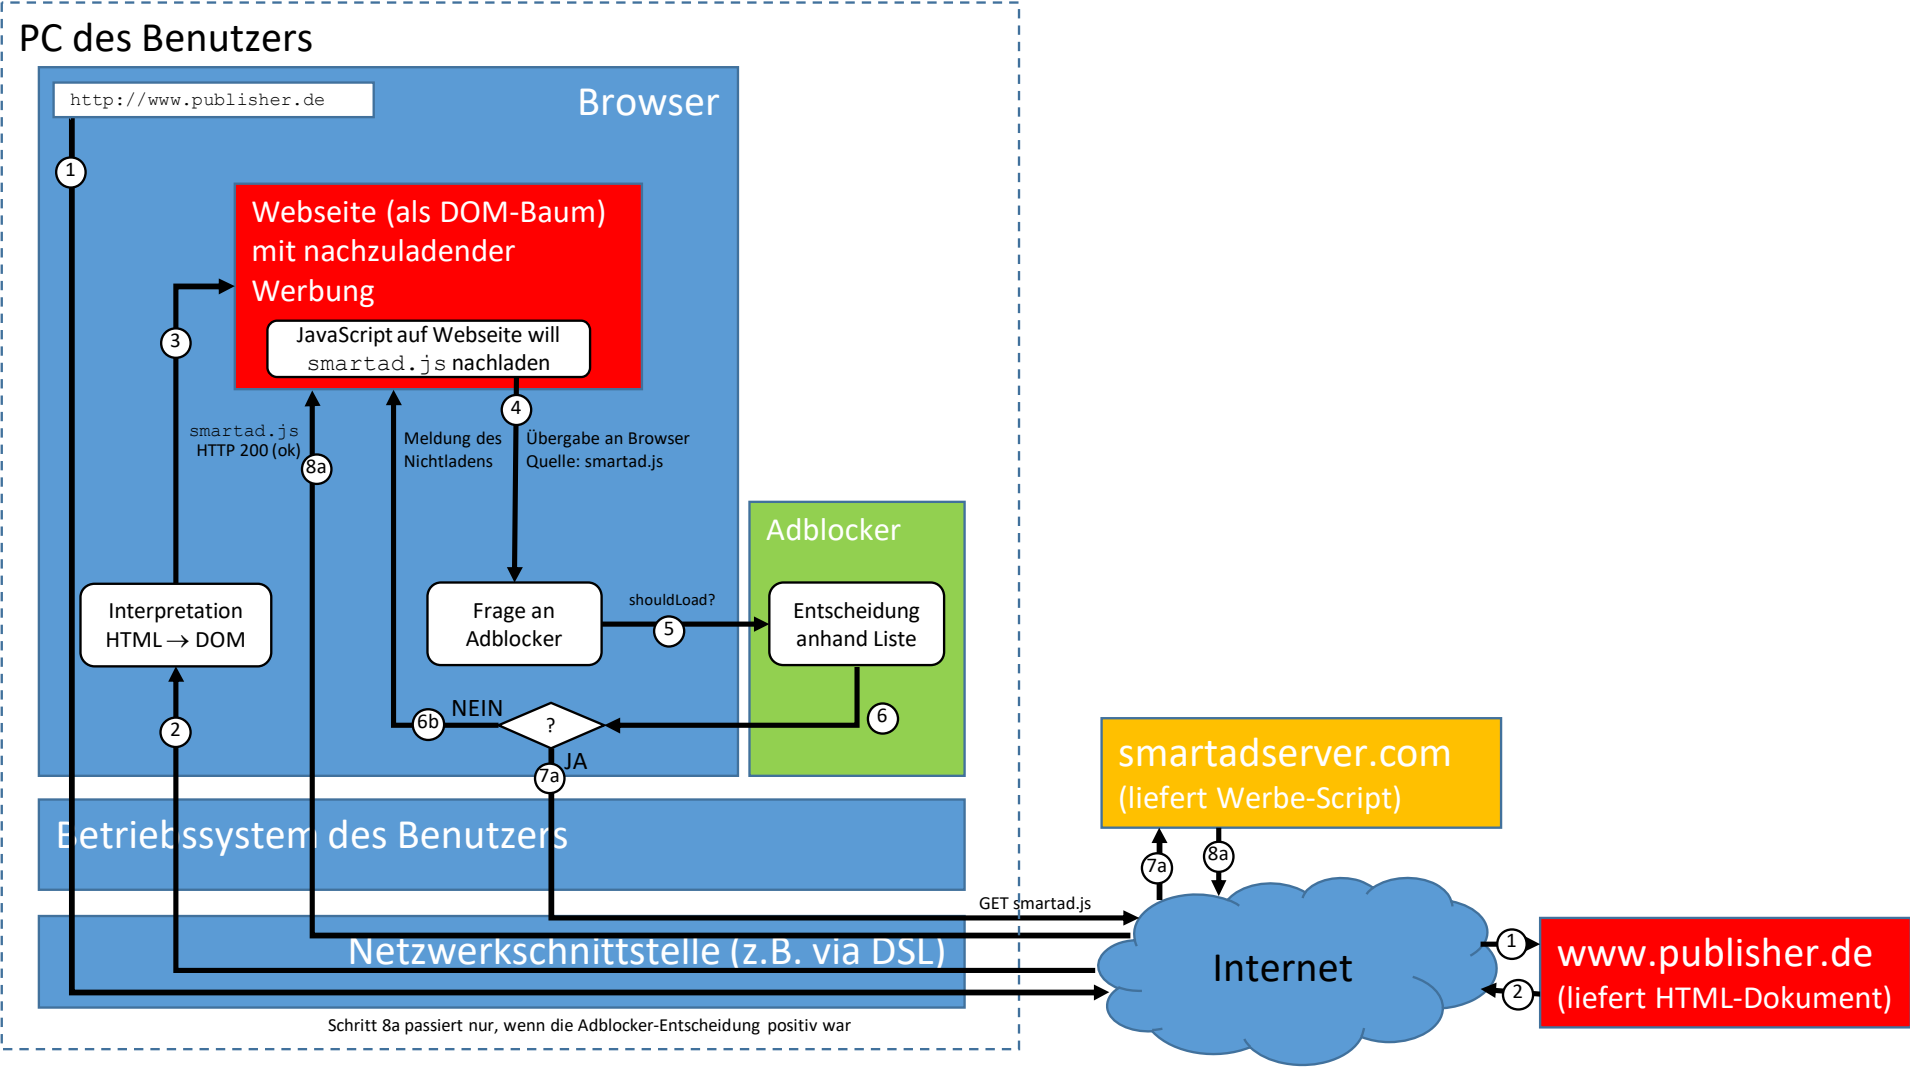 PC des Benutzers
http://www.publisher.de
Browser
1
Webseite (als DOM-Baum)
mit nachzuladender
Werbung
JavaScript auf Webseite will
smartad.js nachladen
3
4
smartad.js
HTTP 200 (ok)
8a
Meldung des
Nichtladens
Übergabe an Browser
Quelle: smartad.js
Adblocker
Interpretation
HTML → DOM
Frage an
Adblocker
shouldLoad?
5
Entscheidung
anhand Liste
2
6b
NEIN
?
6
JA
7a
smartadserver.com
(liefert Werbe-Script)
Betriebssystem des Benutzers
7a
8a
GET smartad.js
Netzwerkschnittstelle (z.B. via DSL)
Internet
1
2
www.publisher.de
(liefert HTML-Dokument)
Schritt 8a passiert nur, wenn die Adblocker-Entscheidung positiv war